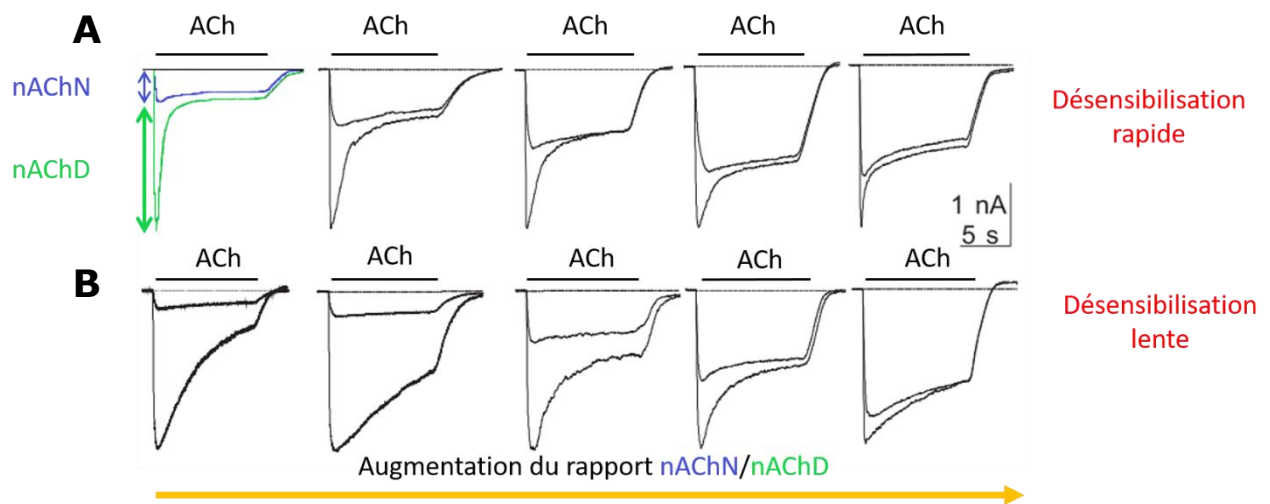 A
ACh
ACh
ACh
ACh
ACh
nAChN
nAChD
Désensibilisation
rapide
1 nA
5 s
B
ACh
ACh
ACh
ACh
ACh
Désensibilisation
lente
Augmentation du rapport nAChN/nAChD